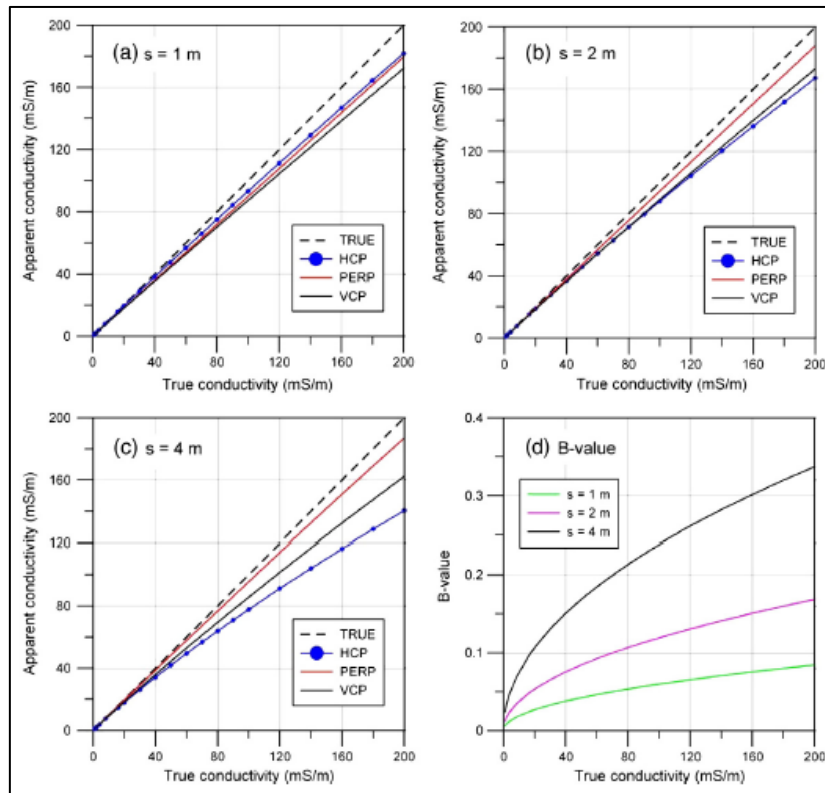 (a) s = 1 m
Apparent conductivity (mS/m)
200
160
120
80
40
0
TRUE
HCP
PERP
VCP
0 40 80 120 160 200
True conductivity (mS/m)
(b) s = 2 m
Apparent conductivity (mS/m)
200
160
120
80
40
0
TRUE
HCP
PERP
VCP
0 40 80 120 160 200
True conductivity (mS/m)
(c) s = 4 m
Apparent conductivity (mS/m)
200
160
120
80
40
0
TRUE
HCP
PERP
VCP
0 40 80 120 160 200
True conductivity (mS/m)
(d) B-value
B-value
0.4
0.3
0.2
0.1
0
s = 1 m
s = 2 m
s = 4 m
0 40 80 120 160 200
True conductivity (mS/m)